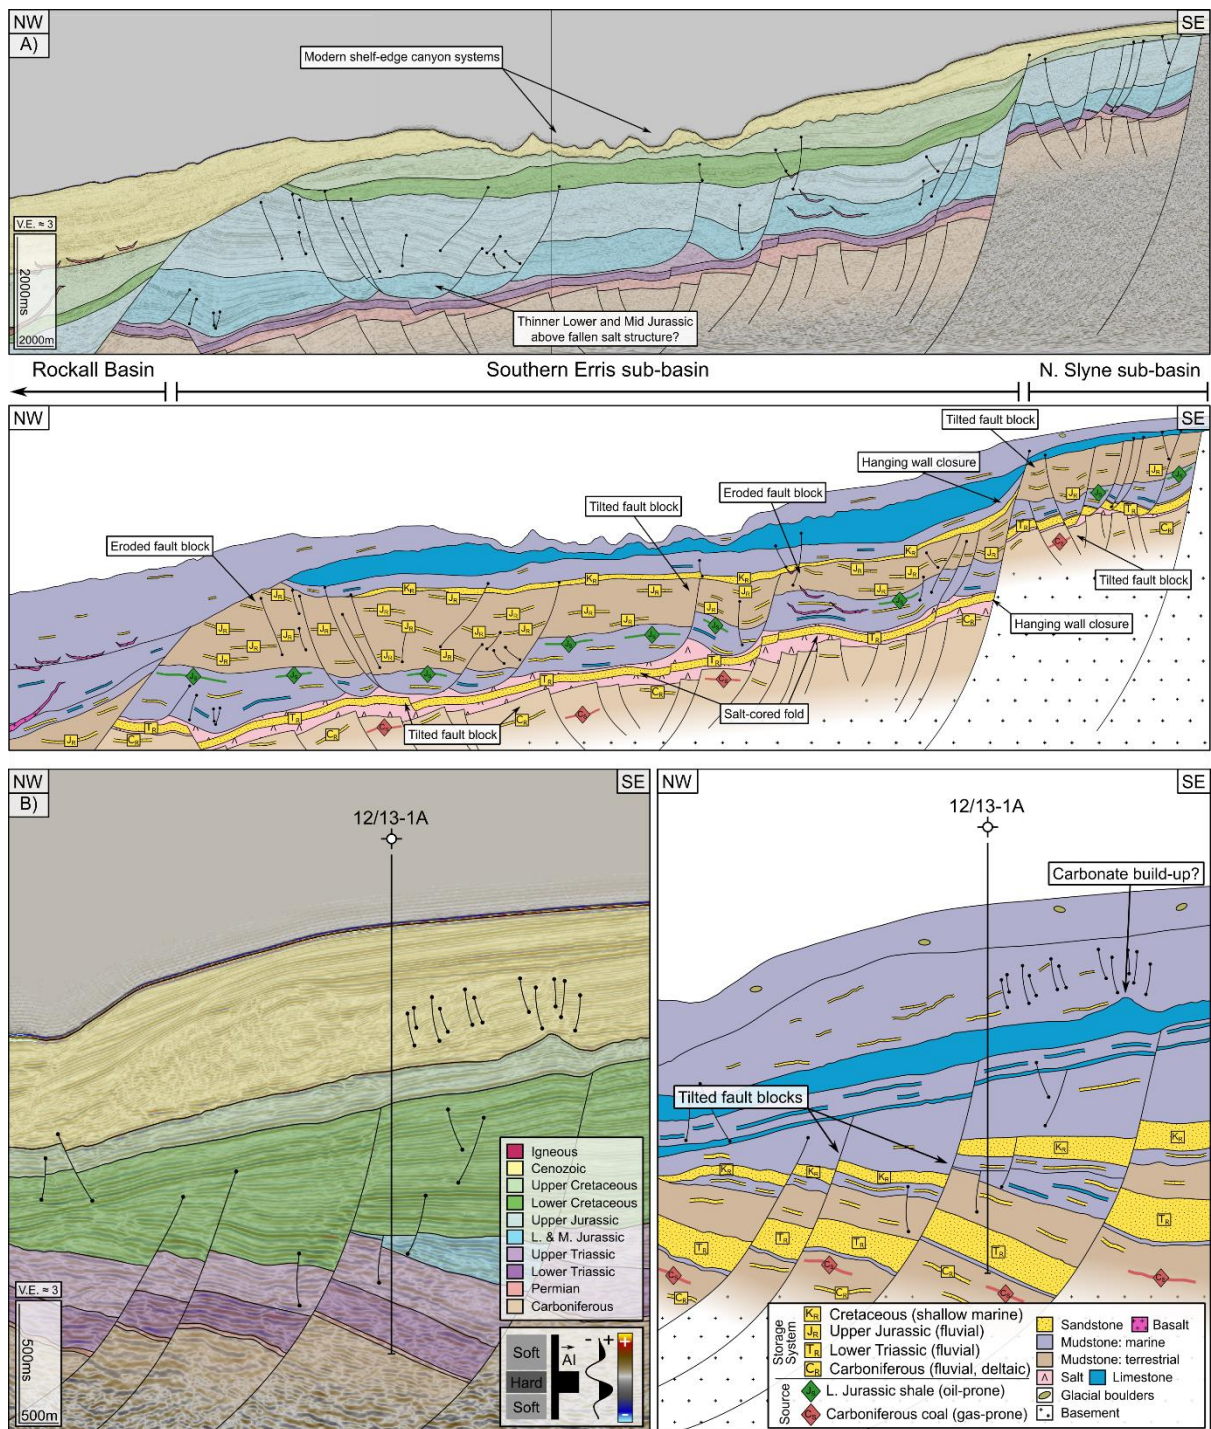 NW
SE
A)
Modern shelf-edge canyon systems
V.E. ≈ 3
2000ms
2000m
Thinner Lower and Mid Jurassic
above fallen salt structure?
Rockall Basin
Southern Erris sub-basin
N. Slyne sub-basin
NW
SE
Tilted fault block
Hanging wall closure
Eroded fault block
Tilted fault block
Eroded fault block
Tilted fault block
Hanging wall closure
Salt-cored fold
Tilted fault block
NW
SE
B)
12/13-1A
V.E. ≈ 3
500ms
500m
Igneous
Cenozoic
Upper Cretaceous
Lower Cretaceous
Upper Jurassic
L. & M. Jurassic
Upper Triassic
Lower Triassic
Permian
Carboniferous
Soft
Hard
Soft
AI
- +
+
-
NW
SE
12/13-1A
Carbonate build-up?
Tilted fault blocks
Storage
System
KR Cretaceous (shallow marine)
JR Upper Jurassic (fluvial)
TR Lower Triassic (fluvial)
CR Carboniferous (fluvial, deltaic)
Source
JS L. Jurassic shale (oil-prone)
CS Carboniferous coal (gas-prone)
Sandstone Basalt
Mudstone: marine
Mudstone: terrestrial
Salt Limestone
Glacial boulders
Basement